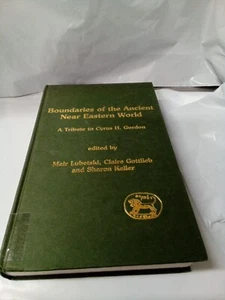 Boundaries of the Ancient
Near Eastern World
A Tribute to Cyrus H. Gordon
edited by
Meir Lubetski, Claire Gottlieb
and Sharon Keller